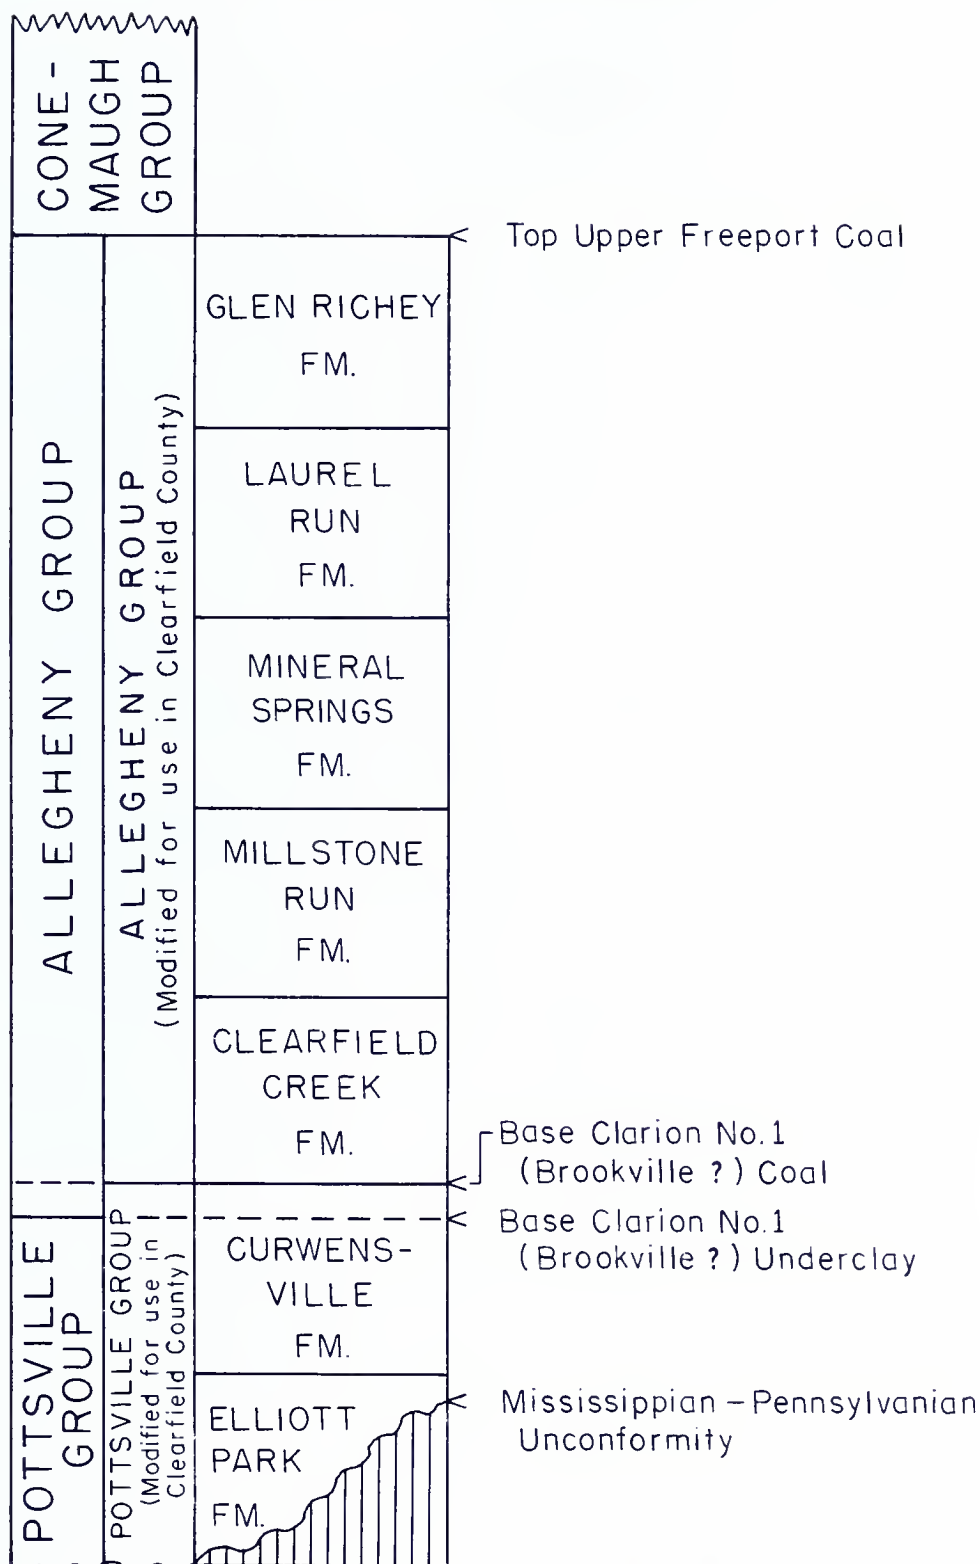 CONE-
MAUGH
GROUP
Top Upper Freeport Coal
ALLEGHENY GROUP
ALLEGHENY GROUP
(Modified for use in Clearfield County)
GLEN RICHEY
FM.
LAUREL
RUN
FM.
MINERAL
SPRINGS
FM.
MILLSTONE
RUN
FM.
CLEARFIELD
CREEK
FM.
Base Clarion No.1
(Brookville ?) Coal
Base Clarion No.1
(Brookville ?) Underclay
POTTSVILLE
GROUP
POTTSVILLE GROUP
(Modified for use in
Clearfield County)
CURWENS-
VILLE
FM.
ELLIOTT
PARK
FM.
Mississippian – Pennsylvanian
Unconformity